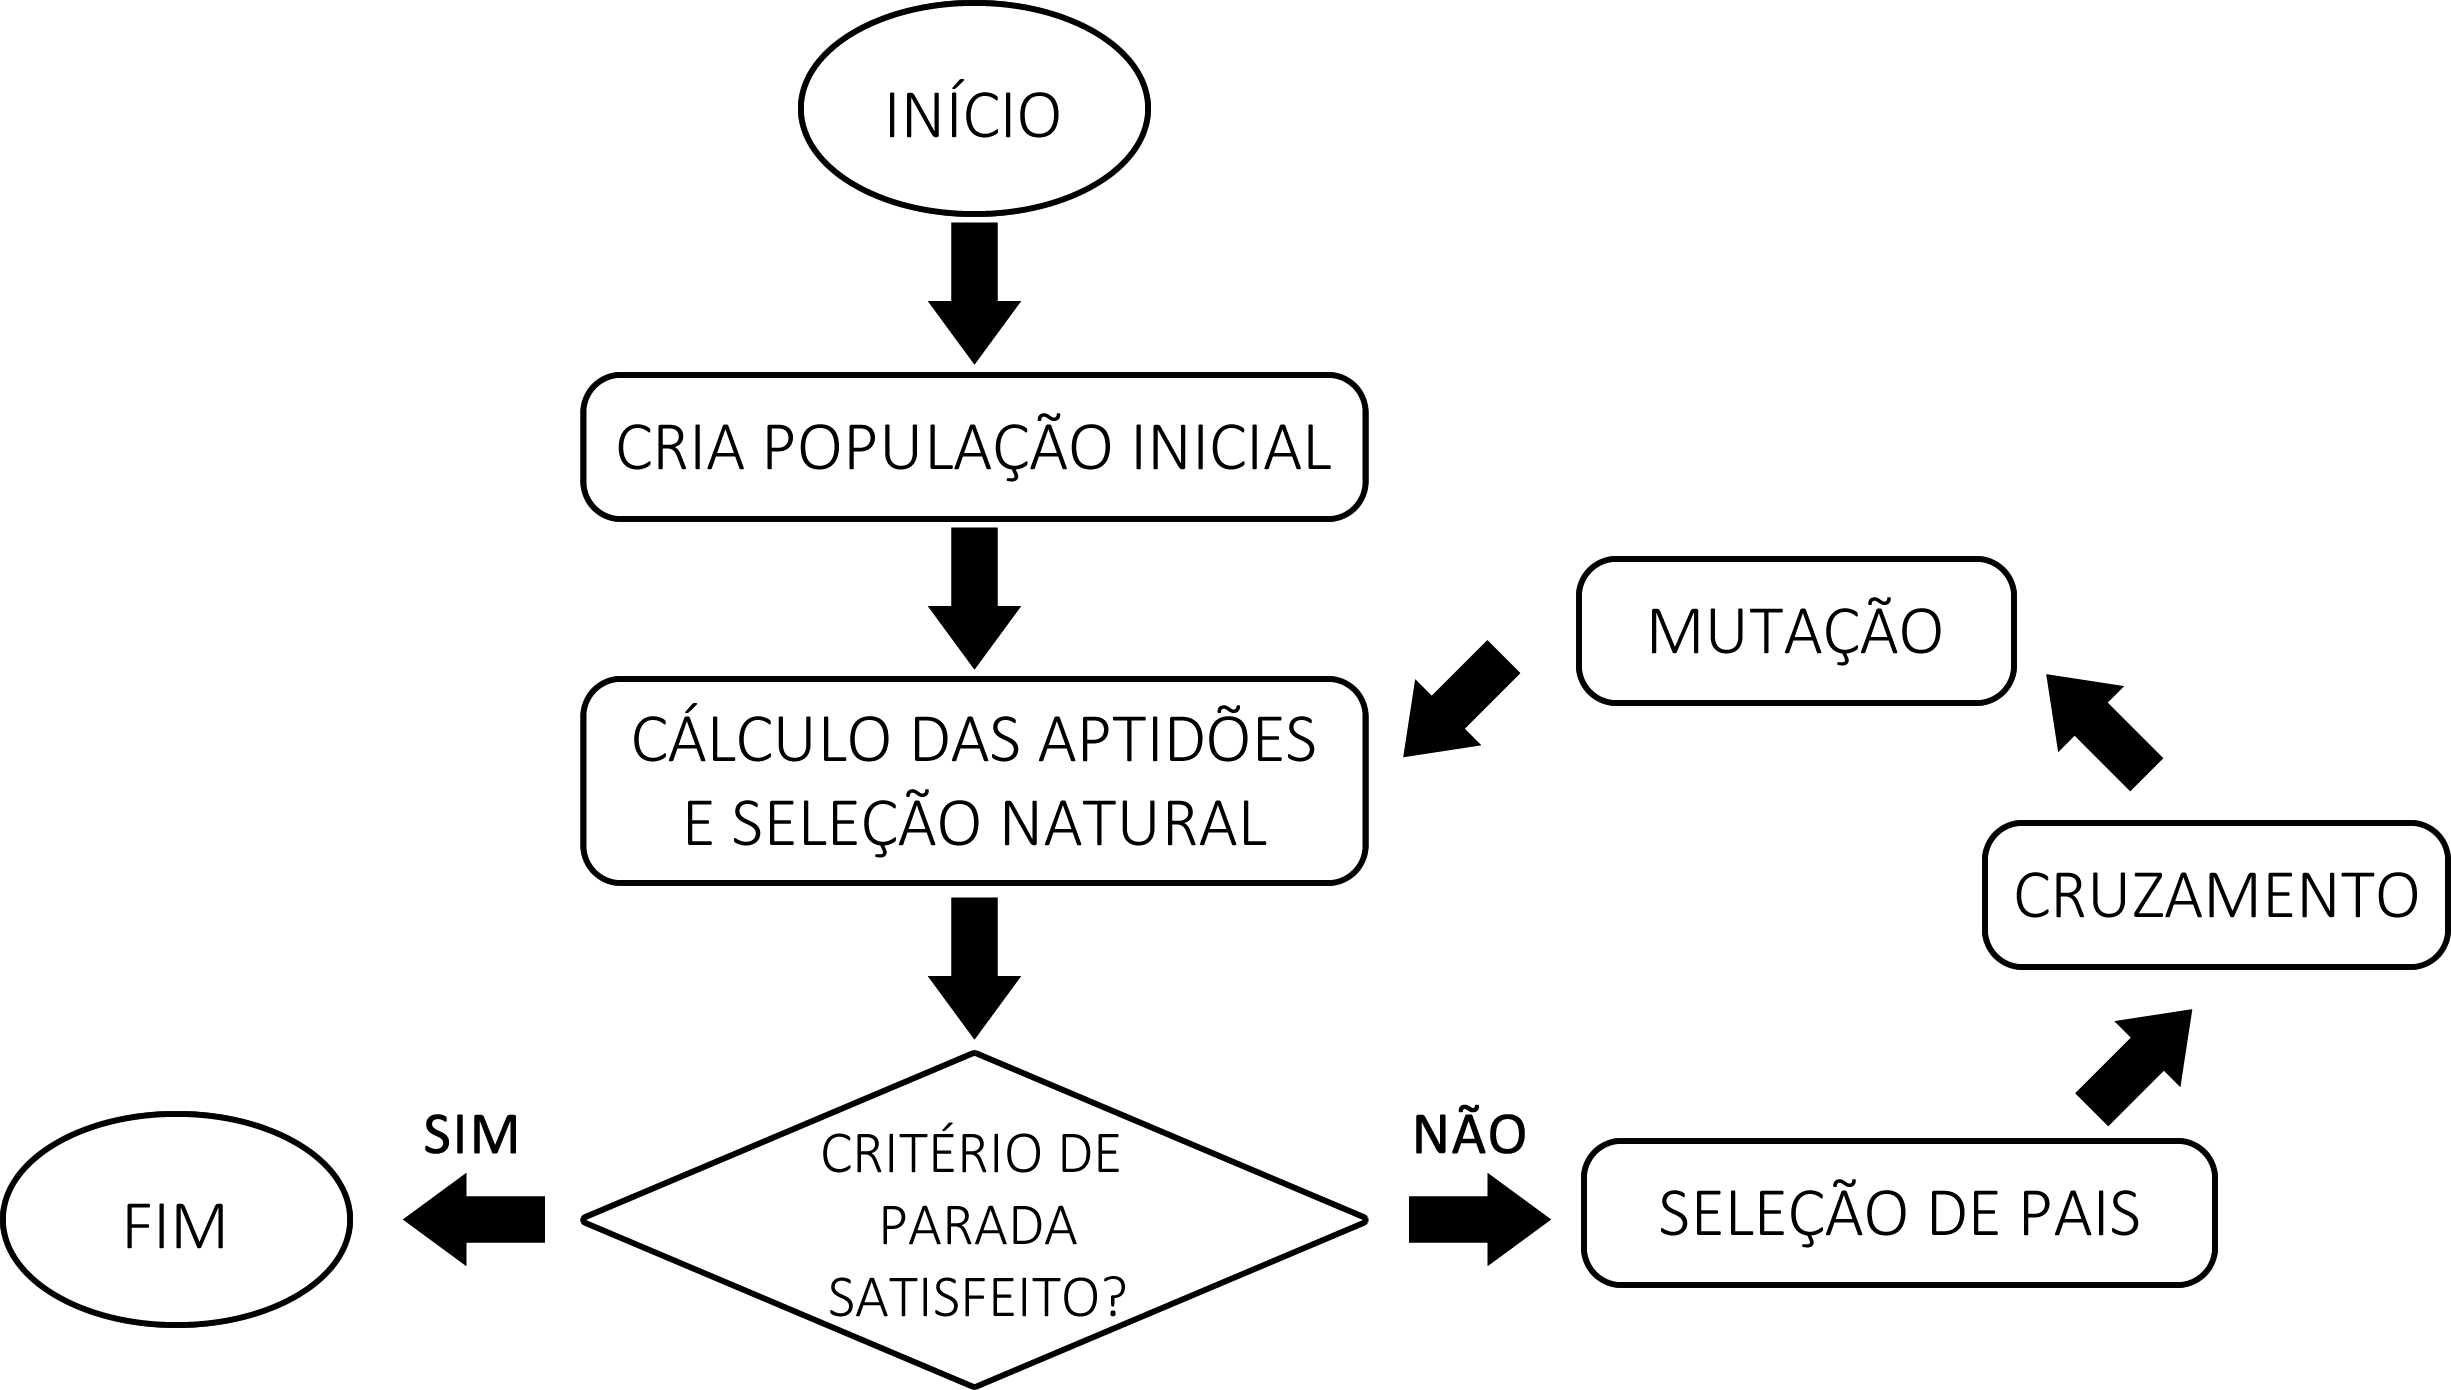 INÍCIO
CRIA POPULAÇÃO INICIAL
CÁLCULO DAS APTIDÕES
E SELEÇÃO NATURAL
CRITÉRIO DE
PARADA
SATISFEITO?
SIM
FIM
NÃO
SELEÇÃO DE PAIS
CRUZAMENTO
MUTAÇÃO